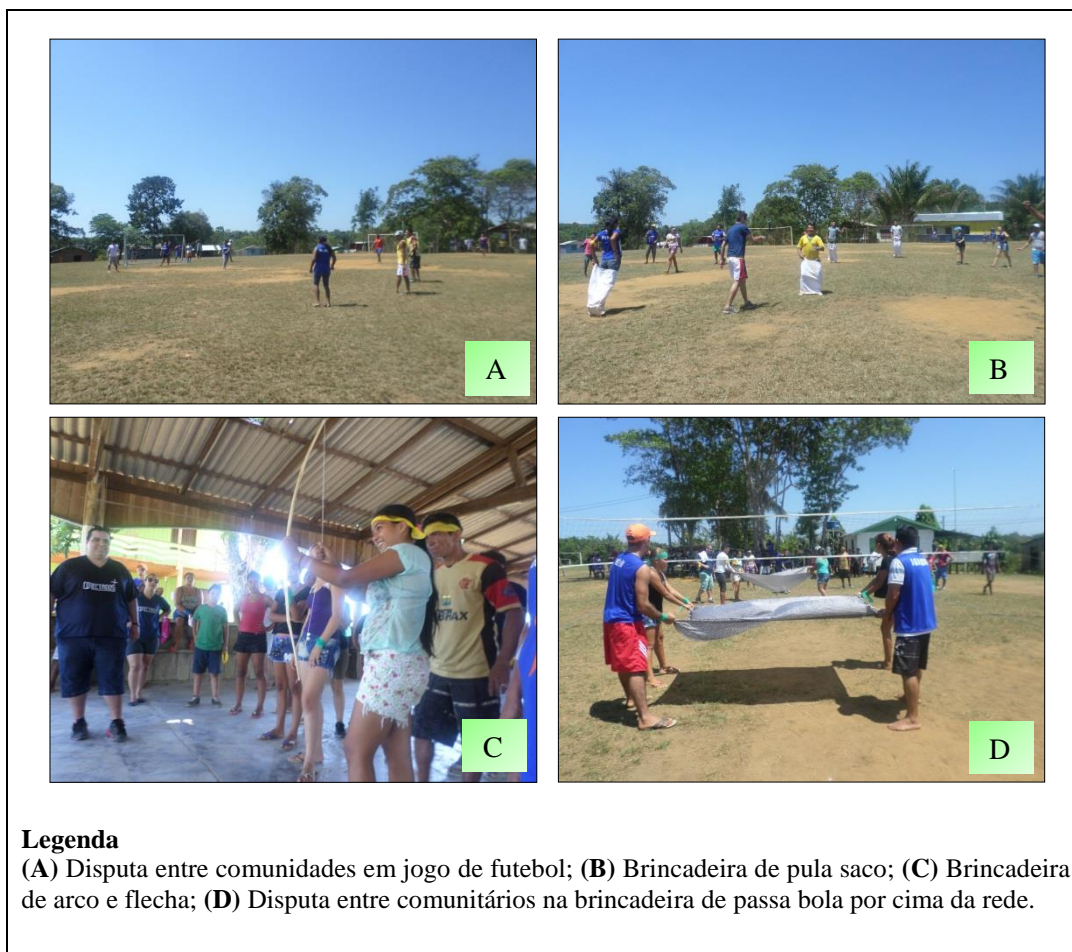 A
B
C
D
Legenda
(A) Disputa entre comunidades em jogo de futebol; (B) Brincadeira de pula saco; (C) Brincadeira
de arco e flecha; (D) Disputa entre comunitários na brincadeira de passa bola por cima da rede.